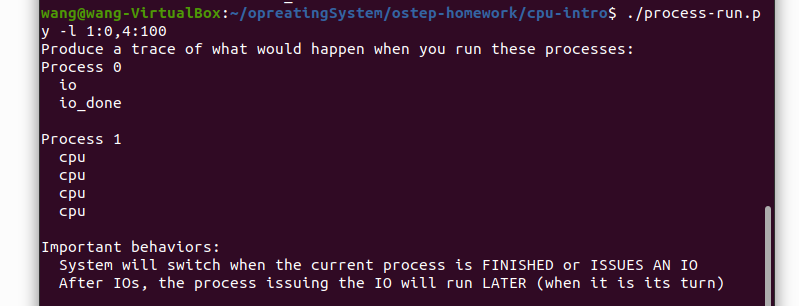 wang@wang-VirtualBox:~/opreatingSystem/ostep-homework/cpu-intro$ ./process-run.p
y -l 1:0,4:100
Produce a trace of what would happen when you run these processes:
Process 0
  io
  io_done

Process 1
  cpu
  cpu
  cpu
  cpu

Important behaviors:
  System will switch when the current process is FINISHED or ISSUES AN IO
  After IOs, the process issuing the IO will run LATER (when it is its turn)